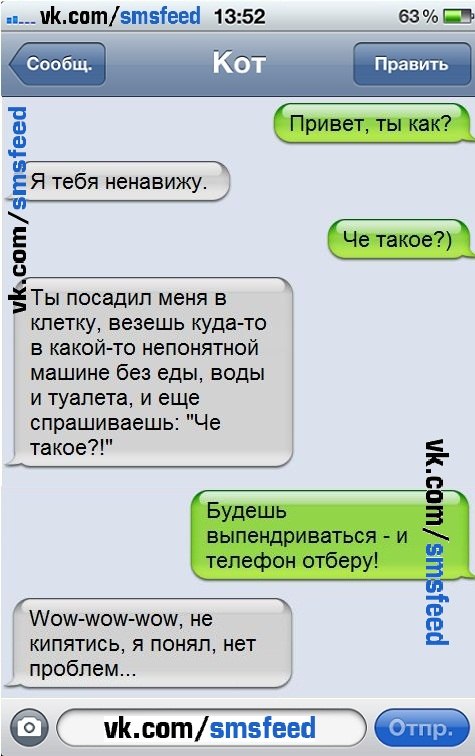 vk.com/smsfeed 13:52 63%
Сообщ. Кот Править
Привет, ты как?
vk.com/smsfeed
Я тебя ненавижу.
Че такое?)
Ты посадил меня в
клетку, везешь куда-то
в какой-то непонятной
машине без еды, воды
и туалета, и еще
спрашиваешь: "Че
такое?!"
vk.com/smsfeed
Будешь
выпендриваться - и
телефон отберу!
Wow-wow-wow, не
кипятись, я понял, нет
проблем...
vk.com/smsfeed Отпр.